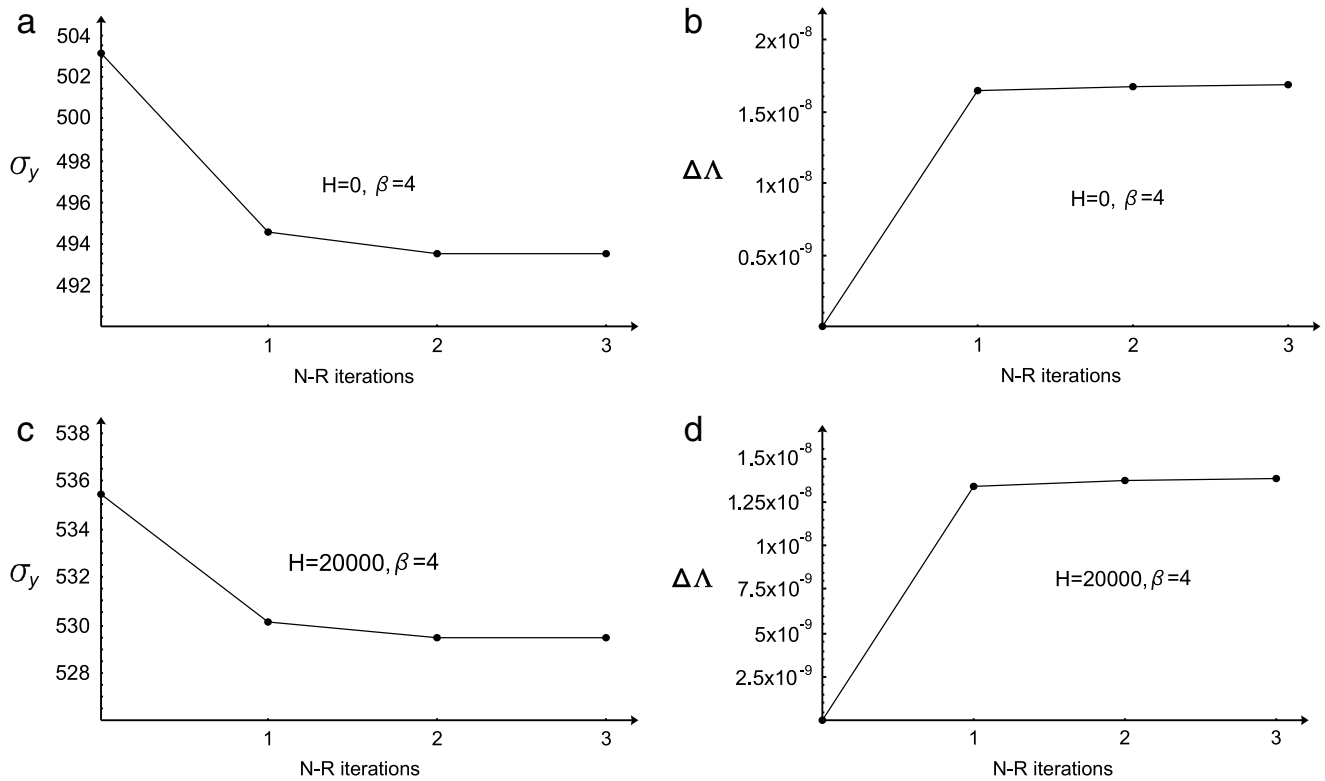 a
504
502
500
498
496
494
492
σy
H=0, β=4
1 2 3
N-R iterations
b
2x10-8
1.5x10-8
1x10-8
0.5x10-9
ΔΛ
H=0, β=4
1 2 3
N-R iterations
c
538
536
534
532
530
528
σy
H=20000, β=4
1 2 3
N-R iterations
d
1.5x10-8
1.25x10-8
1x10-8
7.5x10-9
5x10-9
2.5x10-9
ΔΛ
H=20000, β=4
1 2 3
N-R iterations